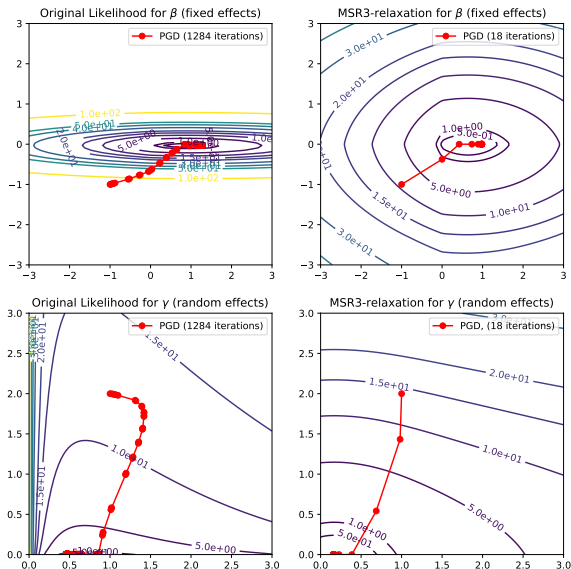 Original Likelihood for β (fixed effects)
PGD (1284 iterations)
1.0e+02
5.0e+00
1.0e+02
3
2
1
0
−1
−2
−3
−3 −2 −1 0 1 2 3
MSR3-relaxation for β (fixed effects)
PGD (18 iterations)
3.0e+01
2.0e+01
1.0e+01
1.0e+00
5.0e-01
5.0e+00
1.5e+01
1.0e+01
3.0e+01
3
2
1
0
−1
−2
−3
−3 −2 −1 0 1 2 3
Original Likelihood for γ (random effects)
PGD (1284 iterations)
2.0e+01
1.5e+01
1.0e+01
1.5e+01
5.0e+00
3.0
2.5
2.0
1.5
1.0
0.5
0.0
0.0 0.5 1.0 1.5 2.0 2.5 3.0
MSR3-relaxation for γ (random effects)
PGD, (18 iterations)
2.0e+01
1.5e+01
1.0e+01
5.0e+00
1.0e+00
5.0e-01
3.0
2.5
2.0
1.5
1.0
0.5
0.0
0.0 0.5 1.0 1.5 2.0 2.5 3.0